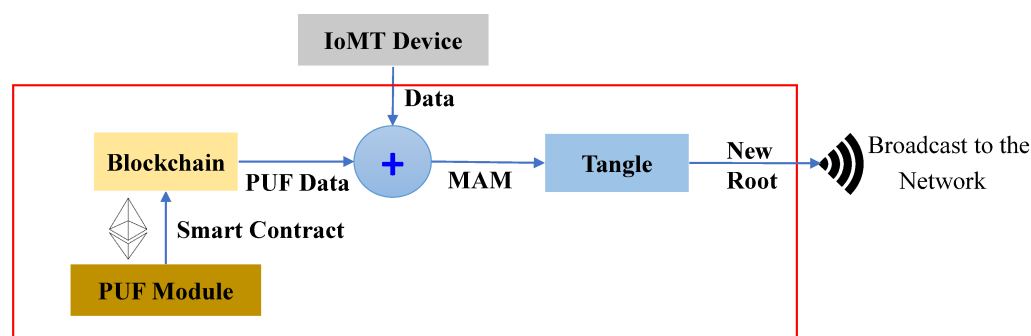 IoMT Device
Data
Blockchain
PUF Data
+
MAM
Tangle
New
Root
Broadcast to the
Network
Smart Contract
PUF Module